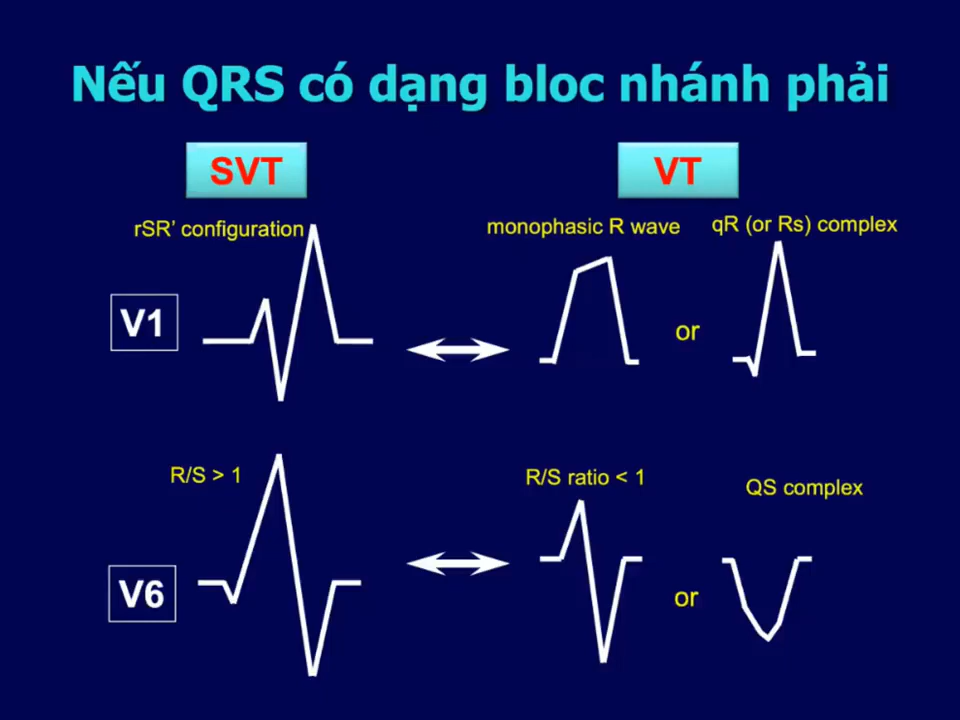 Nếu QRS có dạng bloc nhánh phải
SVT
VT
rSR’ configuration
monophasic R wave
qR (or Rs) complex
V1
or
R/S > 1
R/S ratio < 1
QS complex
V6
or